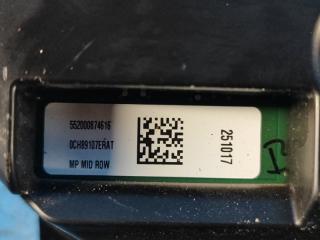 552000874616
0CH89107ERAT
MP MID ROW
251017